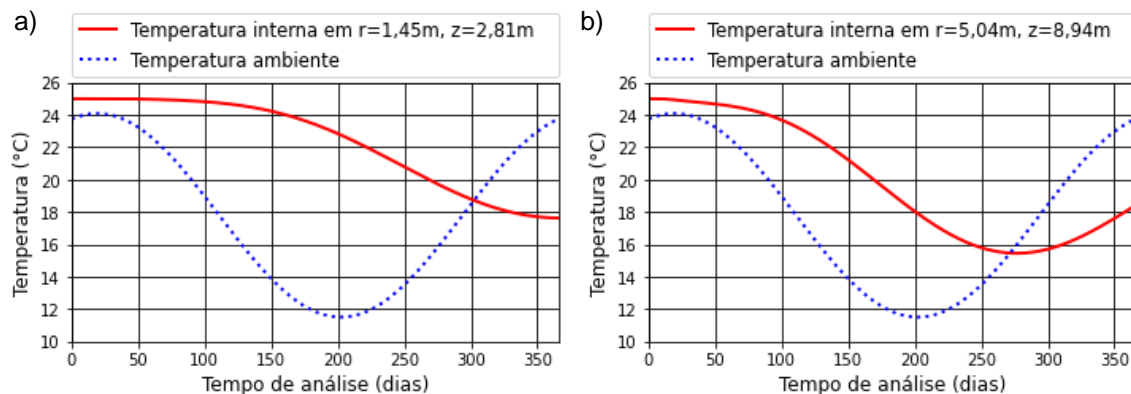 a)
Temperatura interna em r=1,45m, z=2,81m
Temperatura ambiente
26
24
22
20
18
16
14
12
10
Temperatura (°C)
0 50 100 150 200 250 300 350
Tempo de análise (dias)
b)
Temperatura interna em r=5,04m, z=8,94m
Temperatura ambiente
26
24
22
20
18
16
14
12
10
Temperatura (°C)
0 50 100 150 200 250 300 350
Tempo de análise (dias)